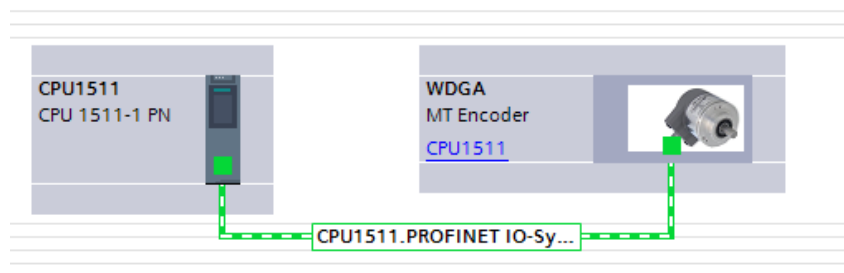 CPU1511
CPU 1511-1 PN
WDGA
MT Encoder
CPU1511
CPU1511.PROFINET IO-Sy...